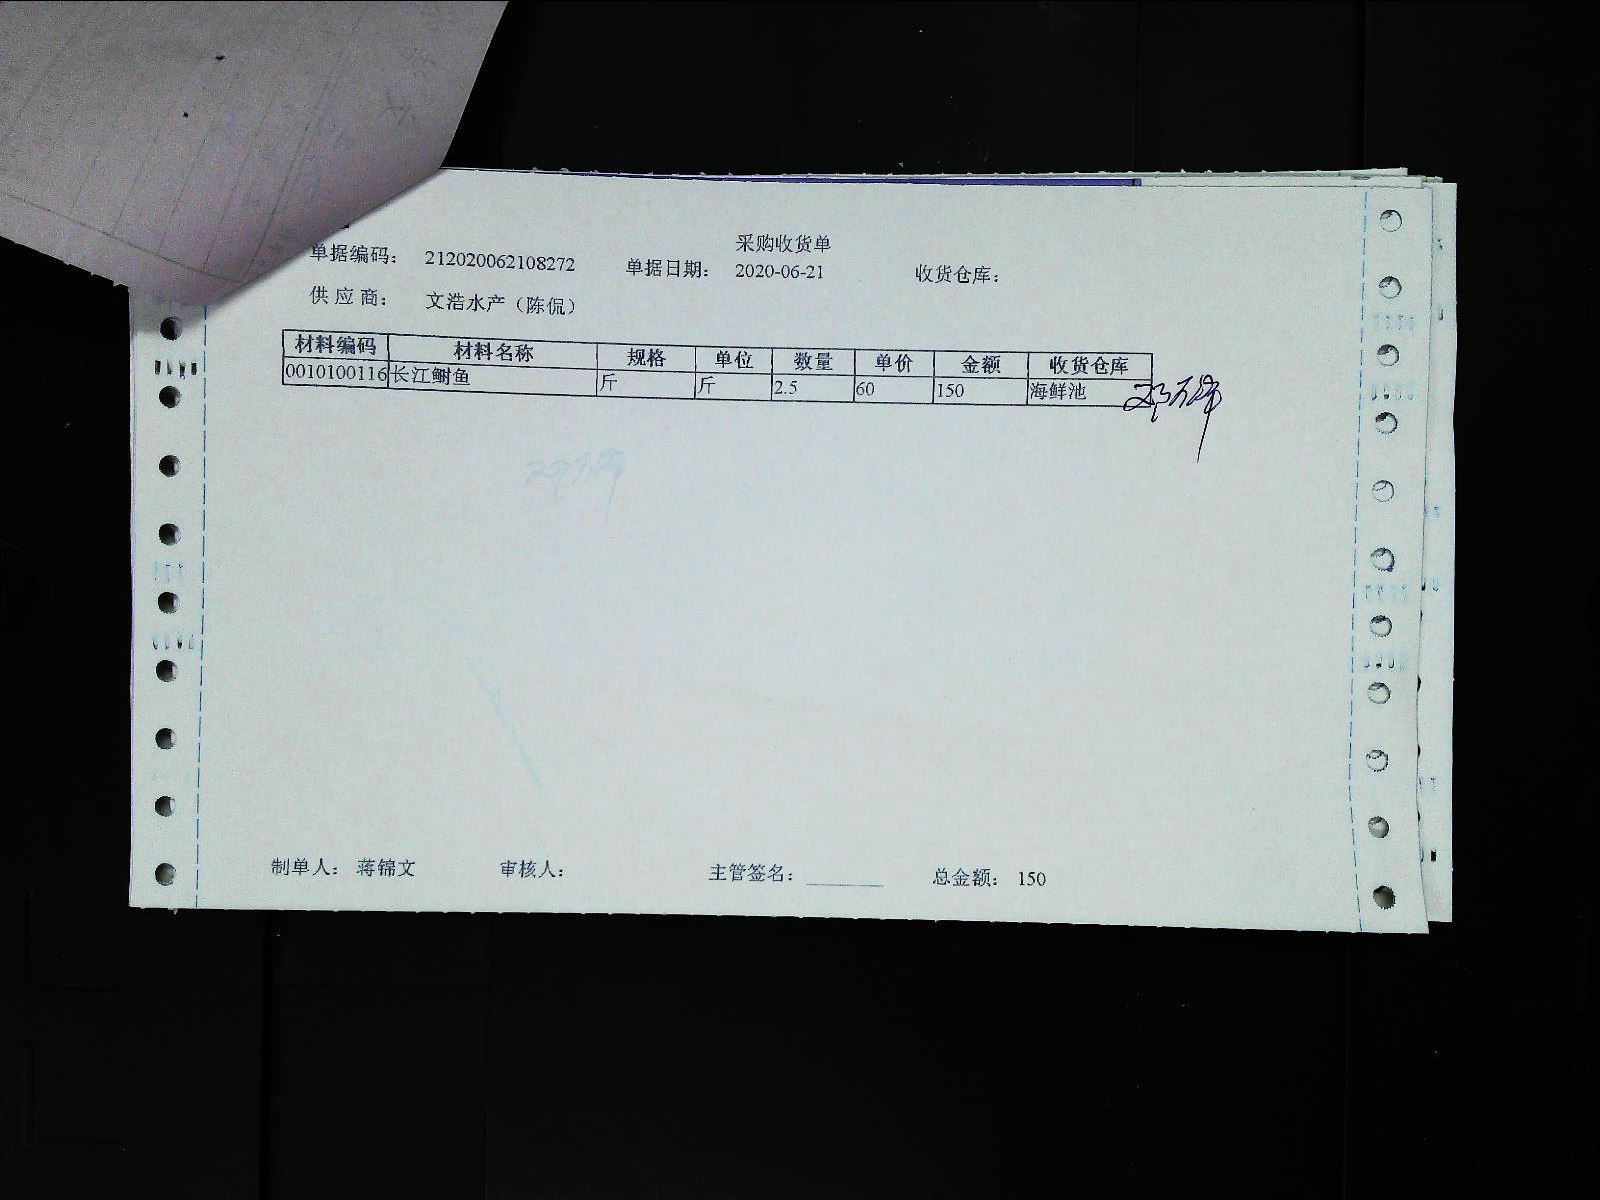 采购收货单
单据编码： 212020062108272 单据日期： 2020-06-21 收货仓库：
供 应 商： 文浩水产（陈侃）
材料编码 材料名称 规格 单位 数量 单价 金额 收货仓库
0010100116 长江鲥鱼 斤 斤 2.5 60 150 海鲜池
制单人： 蒋锦文 审核人： 主管签名： ________ 总金额： 150